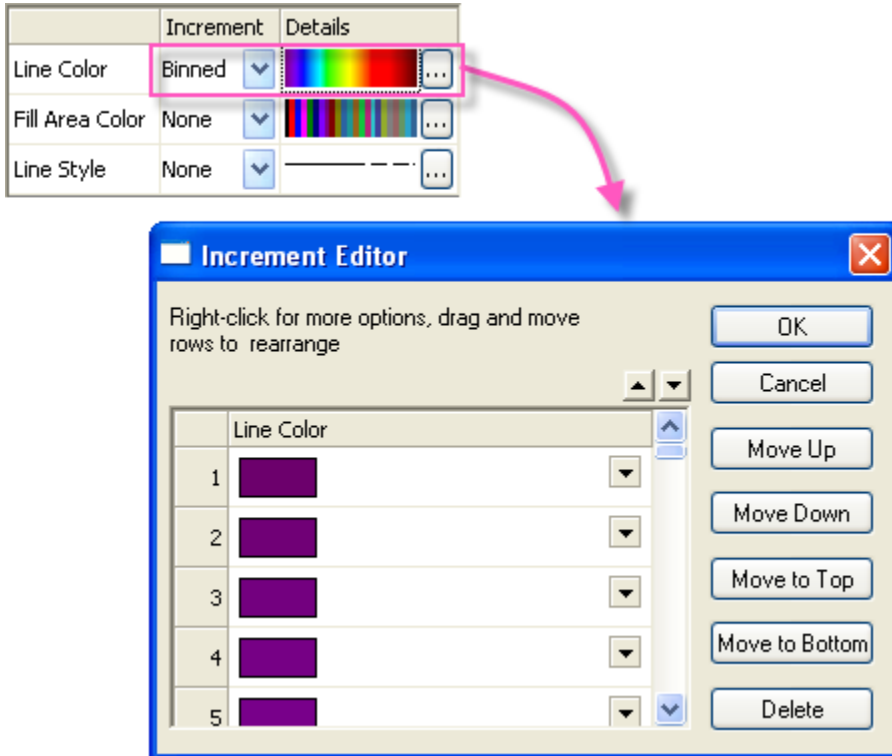 Increment Details
Line Color Binned ...
Fill Area Color None ...
Line Style None ...
Increment Editor
Right-click for more options, drag and move
rows to rearrange
OK
Cancel
Line Color
Move Up
1
2
Move Down
3
Move to Top
4
Move to Bottom
5
Delete